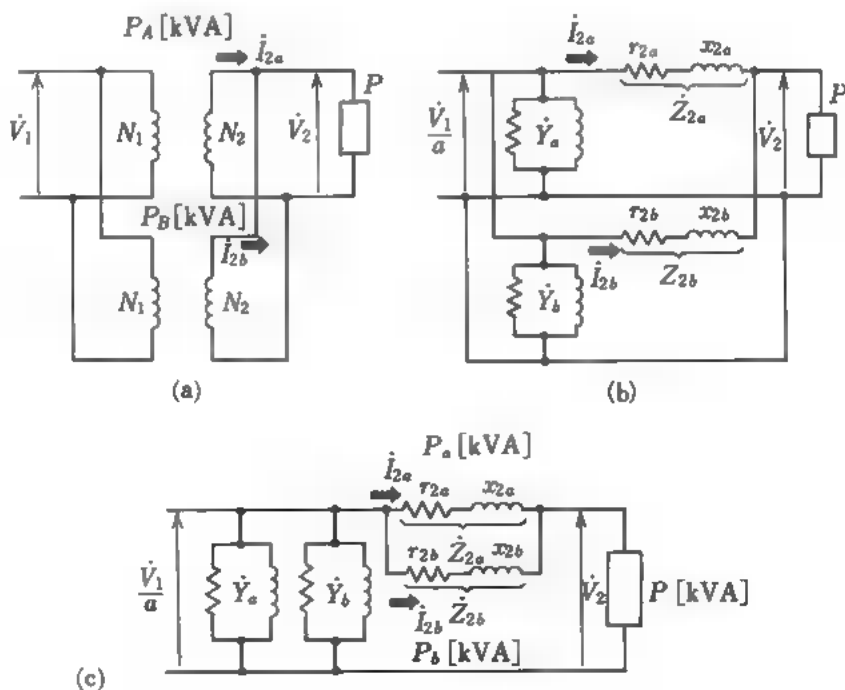 P_A [kVA]
İ_2a
V̇_1
N_1
N_2
V̇_2
P
P_B [kVA]
İ_2b
N_1
N_2
(a)
İ_2a
r_2a
x_2a
Ż_2a
V̇_1
a
Ẏ_a
V̇_2
P
r_2b
x_2b
İ_2b
Z_2b
Ẏ_b
(b)
P_a [kVA]
İ_2a
r_2a
x_2a
Ż_2a
r_2b
x_2b
V̇_1
a
Ẏ_a
Ẏ_b
İ_2b
Ż_2b
V̇_2
P [kVA]
P_b [kVA]
(c)